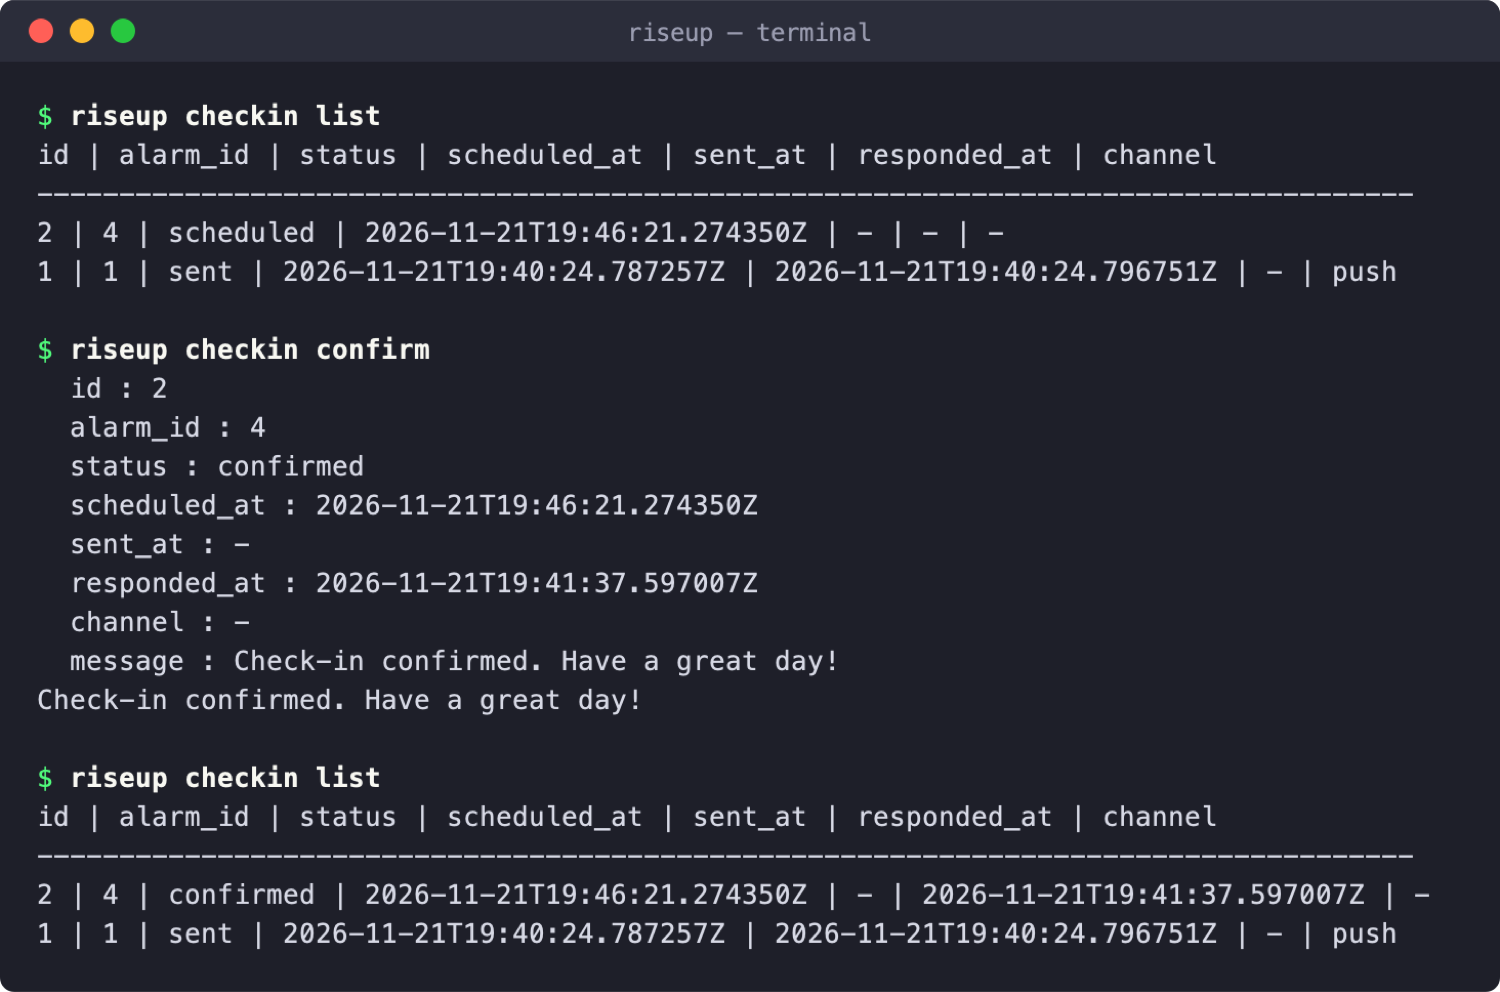 riseup — terminal
$ riseup checkin list
id | alarm_id | status | scheduled_at | sent_at | responded_at | channel
------------------------------------------------------------------------------------
2 | 4 | scheduled | 2026-11-21T19:46:21.274350Z | - | - | -
1 | 1 | sent | 2026-11-21T19:40:24.787257Z | 2026-11-21T19:40:24.796751Z | - | push
$ riseup checkin confirm
  id : 2
  alarm_id : 4
  status : confirmed
  scheduled_at : 2026-11-21T19:46:21.274350Z
  sent_at : -
  responded_at : 2026-11-21T19:41:37.597007Z
  channel : -
  message : Check-in confirmed. Have a great day!
Check-in confirmed. Have a great day!
$ riseup checkin list
id | alarm_id | status | scheduled_at | sent_at | responded_at | channel
------------------------------------------------------------------------------------
2 | 4 | confirmed | 2026-11-21T19:46:21.274350Z | - | 2026-11-21T19:41:37.597007Z | -
1 | 1 | sent | 2026-11-21T19:40:24.787257Z | 2026-11-21T19:40:24.796751Z | - | push